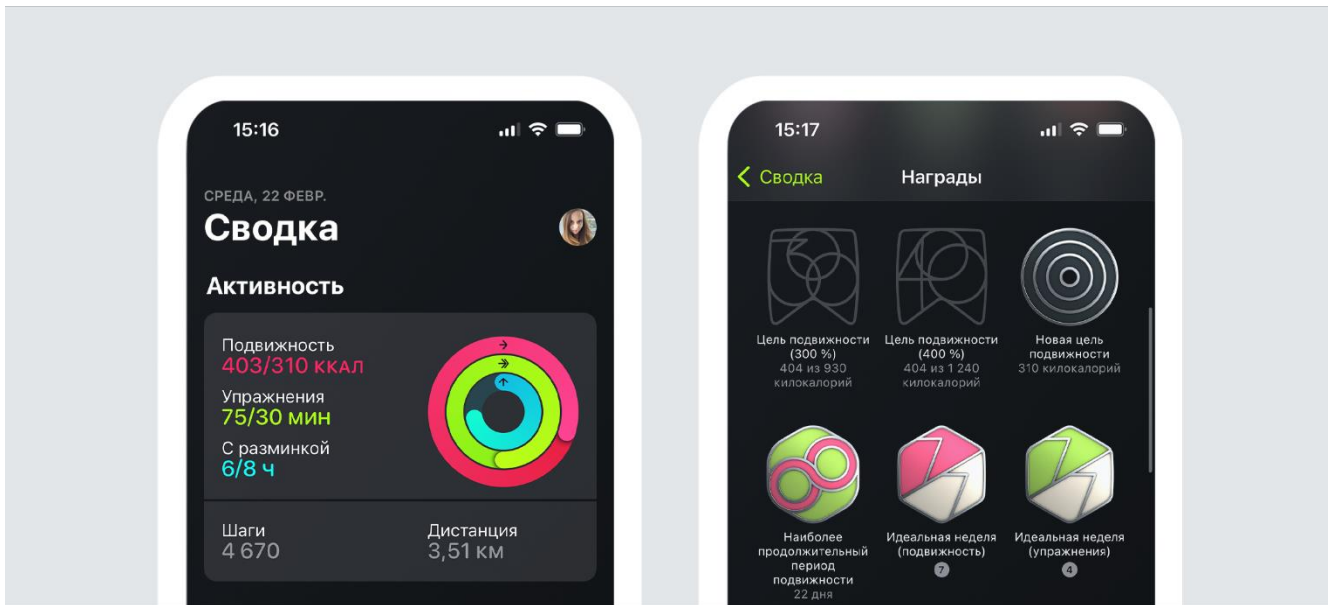 15:16
СРЕДА, 22 ФЕВР.
Сводка
Активность
Подвижность
403/310 ККАЛ
Упражнения
75/30 МИН
С разминкой
6/8 Ч
Шаги
4 670
Дистанция
3,51 КМ
15:17
Сводка
Награды
Цель подвижности
(300 %)
404 из 930
килокалорий
Цель подвижности
(400 %)
404 из 1 240
килокалорий
Новая цель
подвижности
310 килокалорий
Наиболее
продолжительный
период
подвижности
22 дня
Идеальная неделя
(подвижность)
7
Идеальная неделя
(упражнения)
4